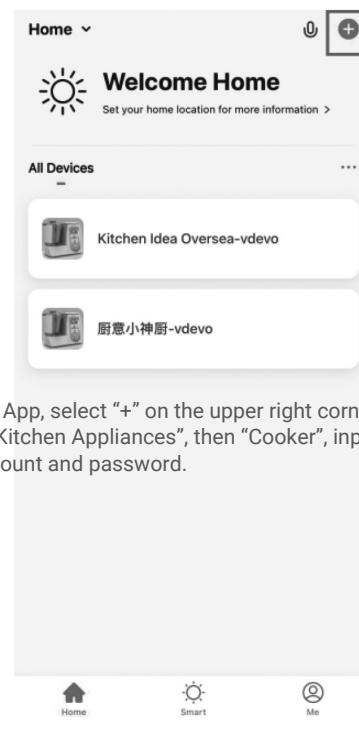 Home
Welcome Home
Set your home location for more information >
All Devices
...
Kitchen Idea Oversea-vdevo
厨意小神厨-vdevo
App, select “+” on the upper right corn
Kitchen Appliances”, then “Cooker”, inp
ount and password.
Home Smart Me